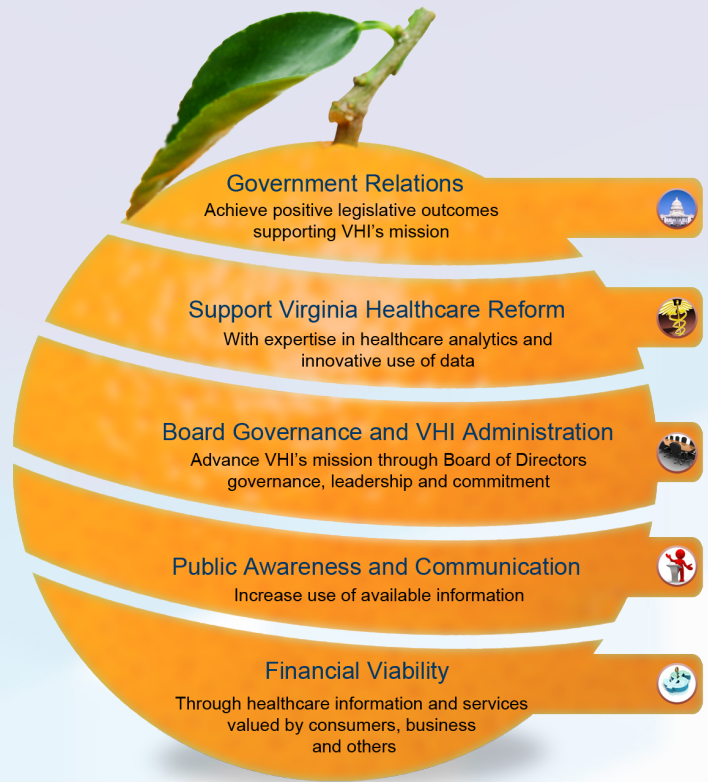 Government Relations
Achieve positive legislative outcomes
supporting VHI's mission
Support Virginia Healthcare Reform
With expertise in healthcare analytics and
innovative use of data
Board Governance and VHI Administration
Advance VHI's mission through Board of Directors
governance, leadership and commitment
Public Awareness and Communication
Increase use of available information
Financial Viability
Through healthcare information and services
valued by consumers, business
and others